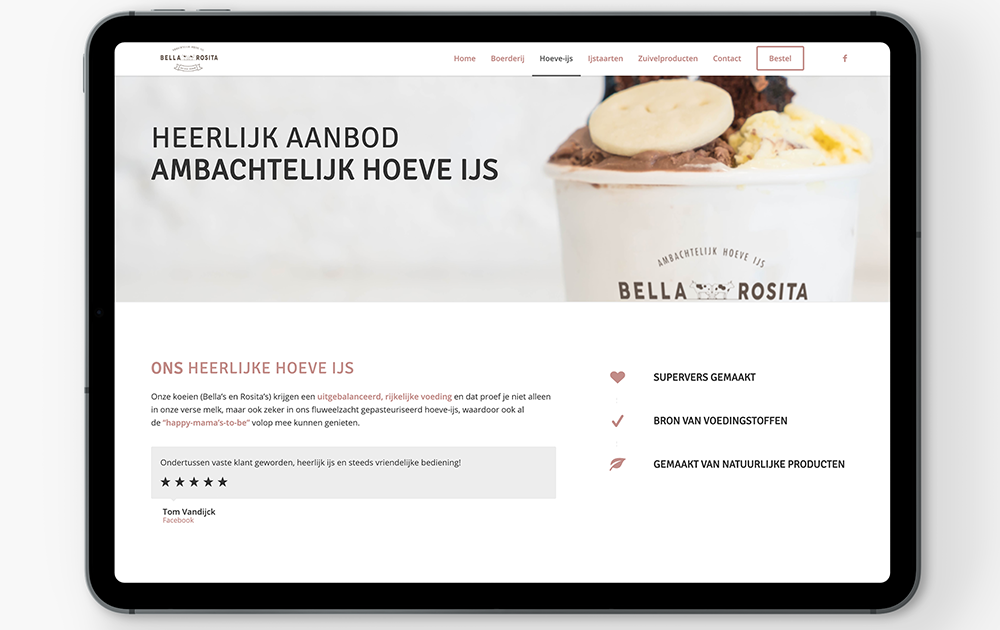 BELLA ROSITA
Home Boerderij Hoeve-ijs Ijstaarten Zuivelproducten Contact Bestel f
HEERLIJK AANBOD
AMBACHTELIJK HOEVE IJS
AMBACHTELIJK HOEVE IJS
BELLA ROSITA
ONS HEERLIJKE HOEVE IJS
Onze koeien (Bella's en Rosita's) krijgen een uitgebalanceerd, rijkelijke voeding en dat proef je niet alleen
in onze verse melk, maar ook zeker in ons fluweelzacht gepasteuriseerd hoeve-ijs, waardoor ook al
de "happy-mama's-to-be" volop mee kunnen genieten.
Ondertussen vaste klant geworden, heerlijk ijs en steeds vriendelijke bediening!
★ ★ ★ ★ ★
Tom Vandijck
Facebook
SUPERVERS GEMAAKT
BRON VAN VOEDINGSTOFFEN
GEMAAKT VAN NATUURLIJKE PRODUCTEN